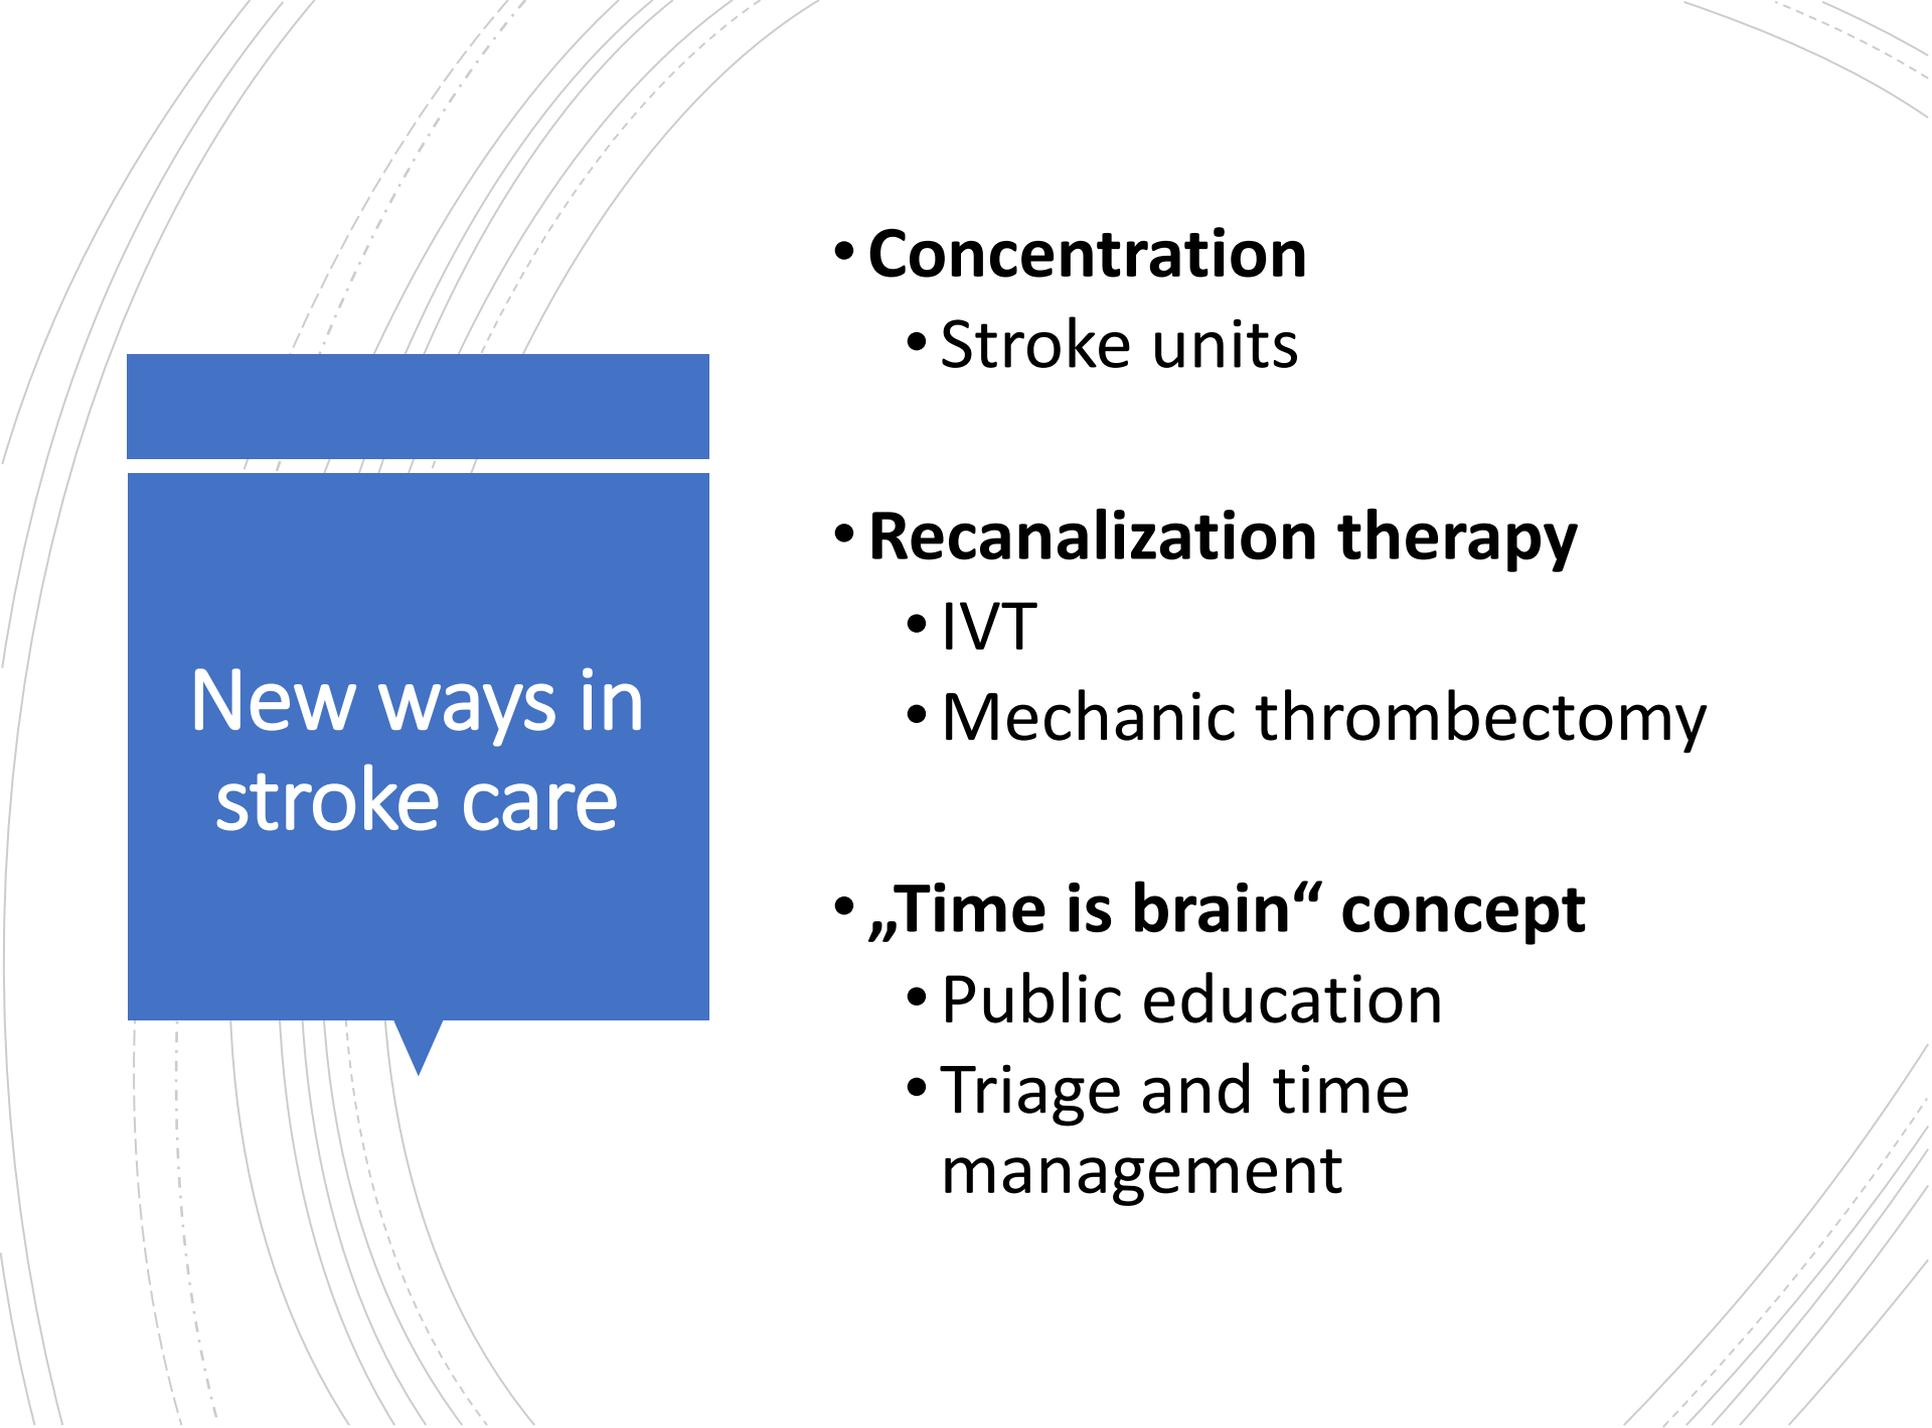 New ways in
stroke care
• Concentration
• Stroke units
• Recanalization therapy
• IVT
• Mechanic thrombectomy
• „Time is brain“ concept
• Public education
• Triage and time
management